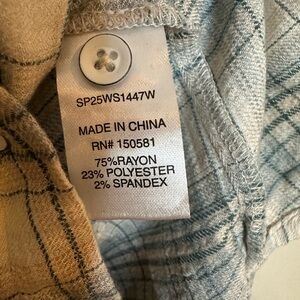 SP25WS1447W
MADE IN CHINA
RN# 150581
75%RAYON
23% POLYESTER
2% SPANDEX